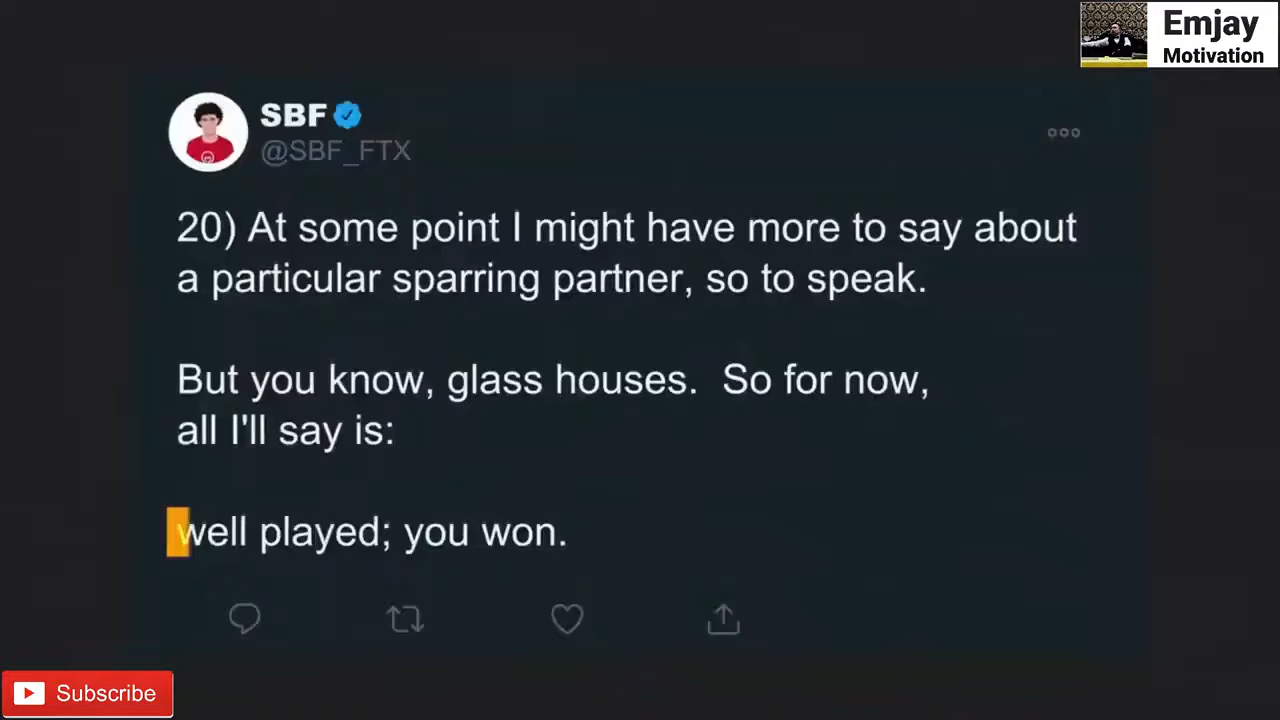 Emjay
Motivation
SBF
@SBF_FTX
20) At some point I might have more to say about
a particular sparring partner, so to speak.
But you know, glass houses.  So for now,
all I'll say is:
well played; you won.
Subscribe